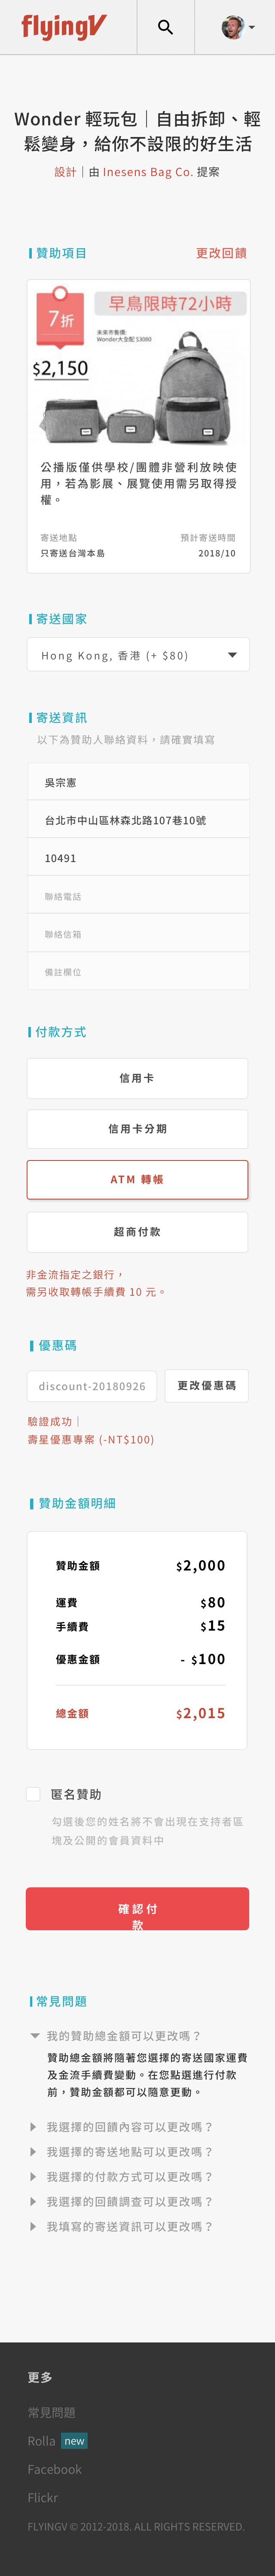 flyingV
Wonder 輕玩包｜自由拆卸、輕
鬆變身，給你不設限的好生活
設計｜由 Inesens Bag Co. 提案
贊助項目
更改回饋
7折
早鳥限時72小時
未來市售價:
Wonder大全配 $3080
$2,150
公播版僅供學校/團體非營利放映使
用，若為影展、展覽使用需另取得授
權。
寄送地點
預計寄送時間
只寄送台灣本島
2018/10
寄送國家
Hong Kong, 香港 (+ $80)
寄送資訊
以下為贊助人聯絡資料，請確實填寫
吳宗憲
台北市中山區林森北路107巷10號
10491
聯絡電話
聯絡信箱
備註欄位
付款方式
信用卡
信用卡分期
ATM 轉帳
超商付款
非金流指定之銀行，
需另收取轉帳手續費 10 元。
優惠碼
discount-20180926
更改優惠碼
驗證成功｜
壽星優惠專案 (-NT$100)
贊助金額明細
贊助金額 $2,000
運費 $80
手續費 $15
優惠金額 - $100
總金額 $2,015
匿名贊助
勾選後您的姓名將不會出現在支持者區
塊及公開的會員資料中
確認付
款
常見問題
我的贊助總金額可以更改嗎？
贊助總金額將隨著您選擇的寄送國家運費
及金流手續費變動。在您點選進行付款
前，贊助金額都可以隨意更動。
我選擇的回饋內容可以更改嗎？
我選擇的寄送地點可以更改嗎？
我選擇的付款方式可以更改嗎？
我選擇的回饋調查可以更改嗎？
我填寫的寄送資訊可以更改嗎？
更多
常見問題
Rolla new
Facebook
Flickr
FLYINGV © 2012-2018. ALL RIGHTS RESERVED.